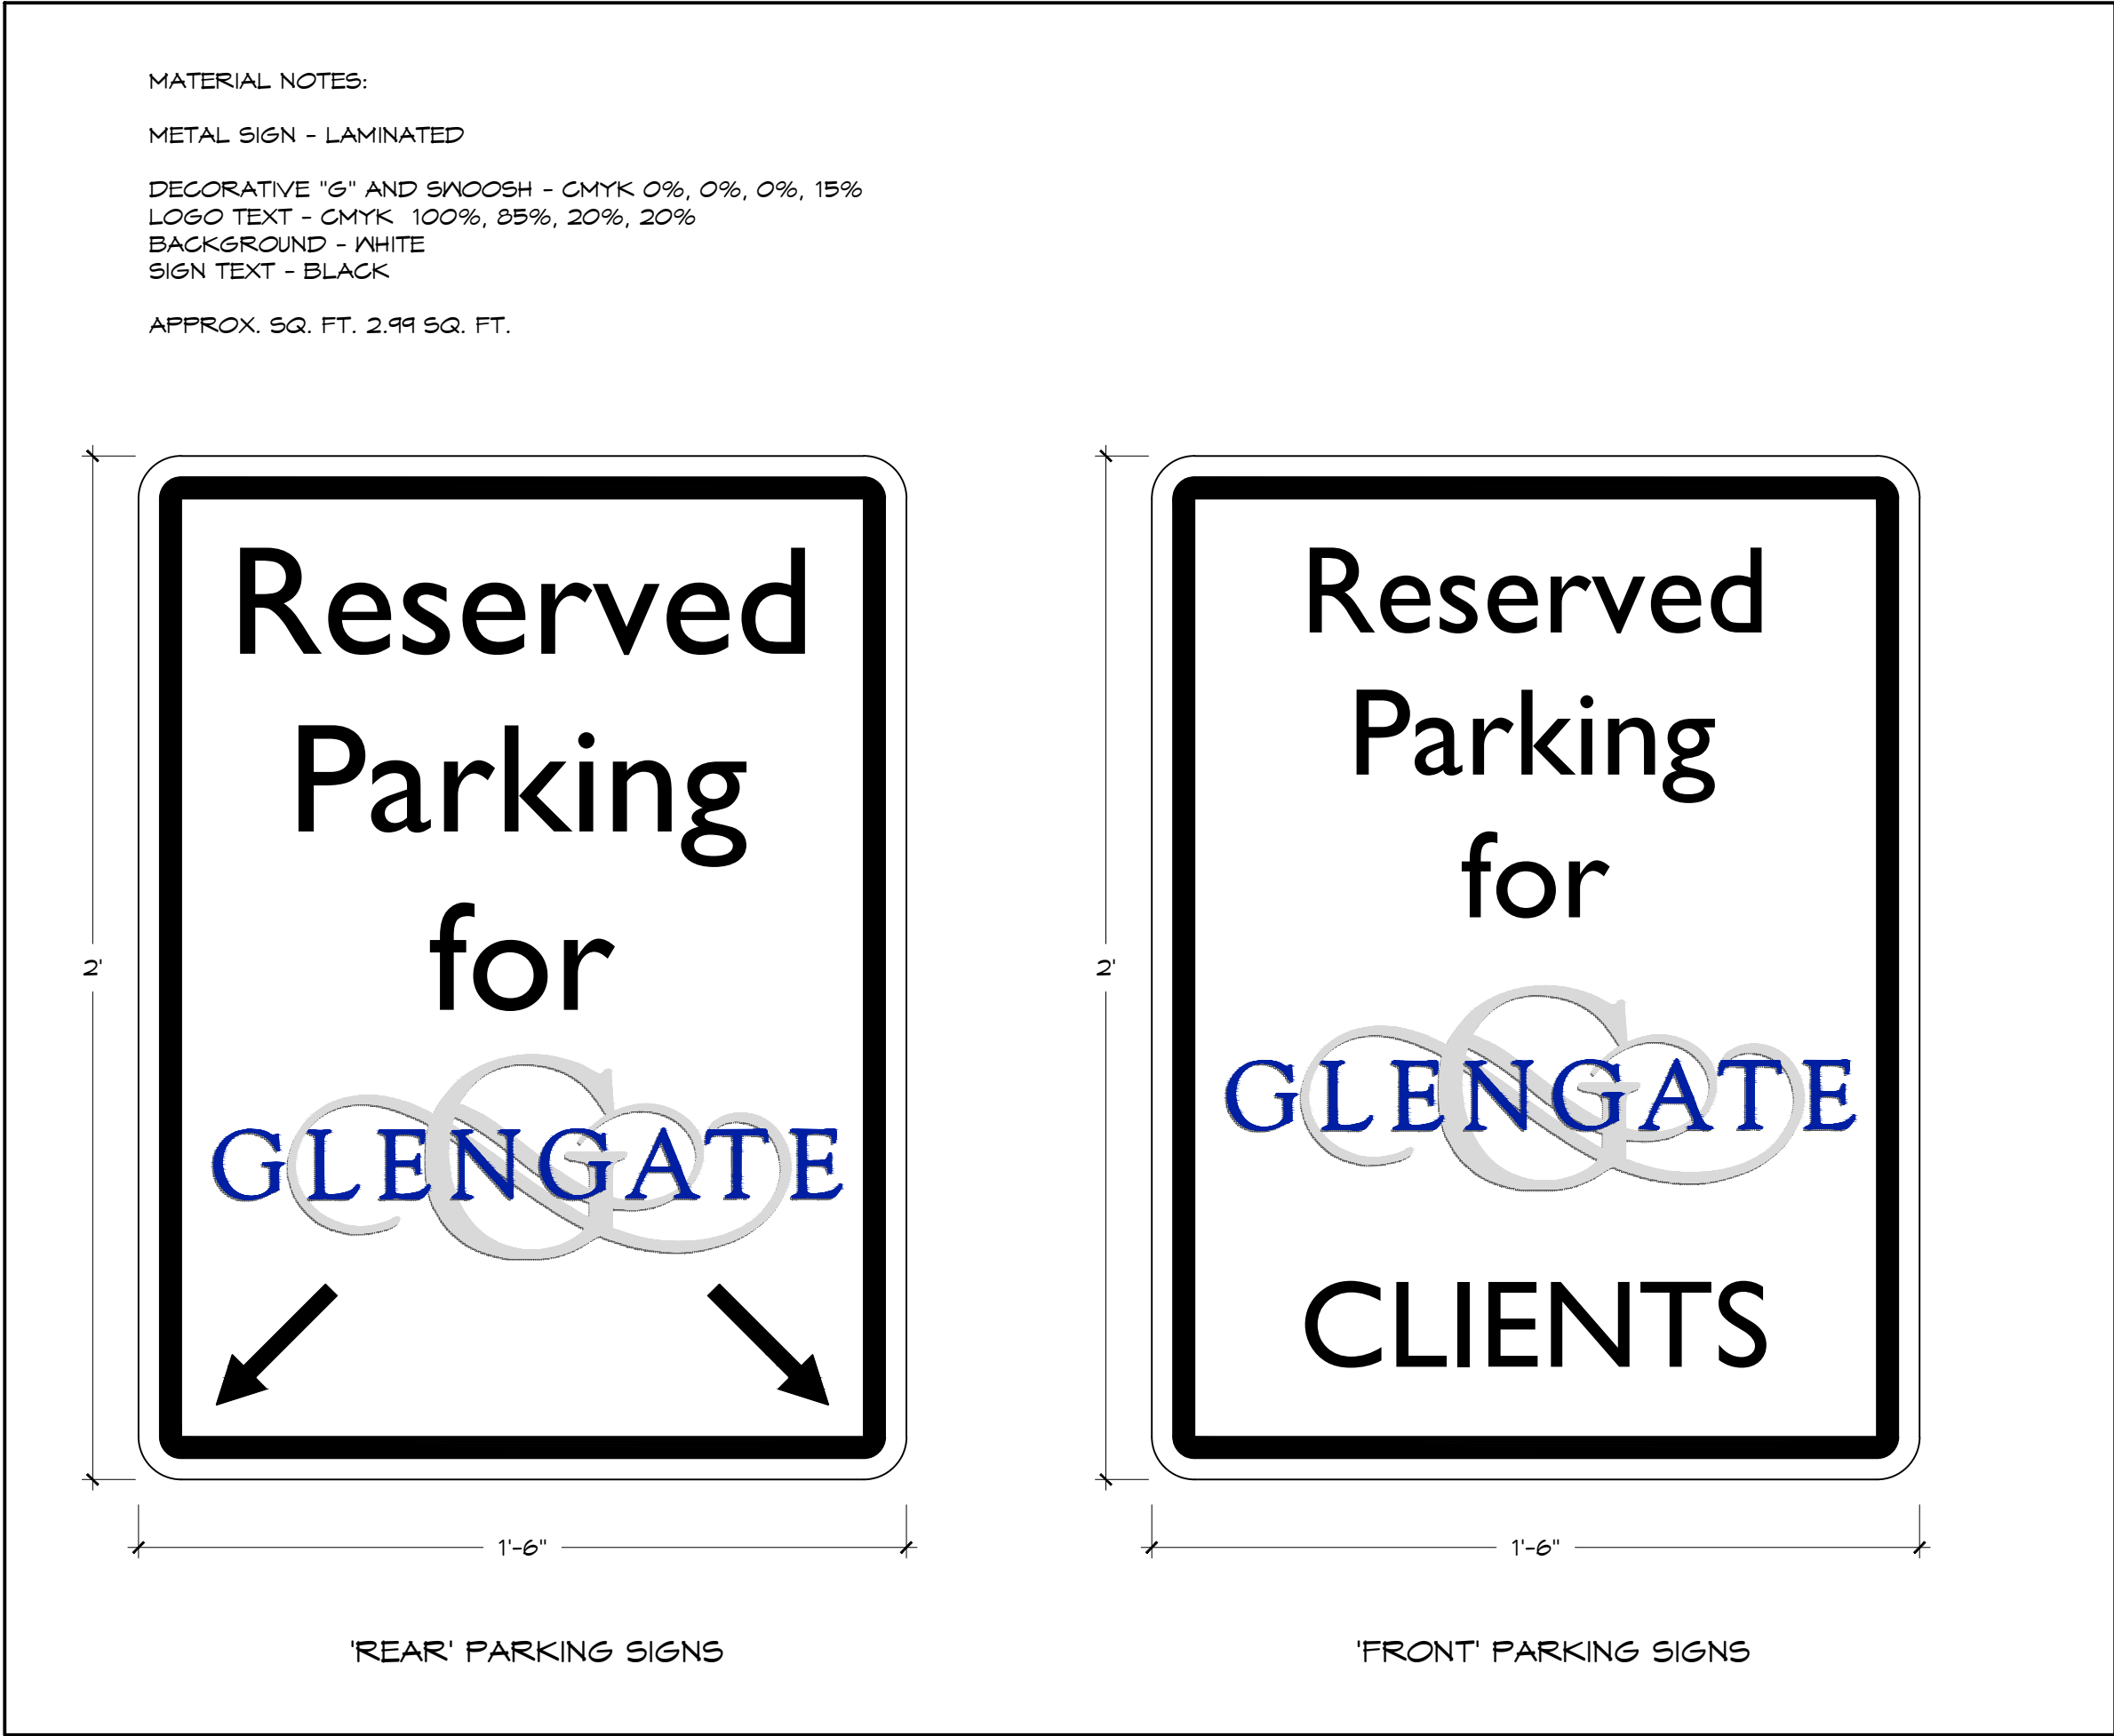 MATERIAL NOTES:
METAL SIGN - LAMINATED
DECORATIVE "G" AND SWOOSH - CMYK 0%, 0%, 0%, 15%
LOGO TEXT - CMYK 100%, 85%, 20%, 20%
BACKGROUND - WHITE
SIGN TEXT - BLACK
APPROX. SQ. FT. 2.99 SQ. FT.
2'
Reserved
Parking
for
G
GLENGATE
1'-6"
'REAR' PARKING SIGNS
2'
Reserved
Parking
for
G
GLENGATE
CLIENTS
1'-6"
'FRONT' PARKING SIGNS